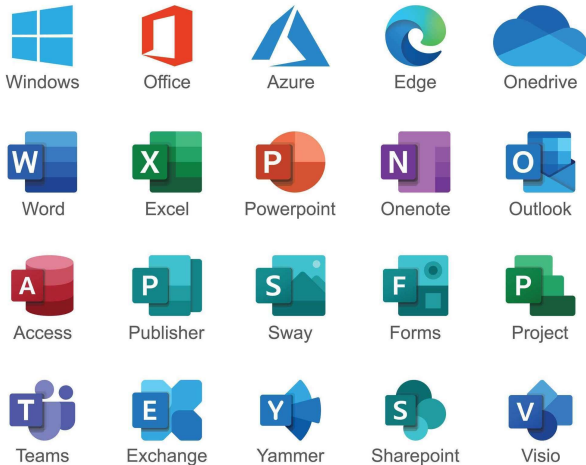 Windows Office Azure Edge Onedrive
W X P N O
Word Excel Powerpoint Onenote Outlook
A P S F P
Access Publisher Sway Forms Project
T E Y S V
Teams Exchange Yammer Sharepoint Visio